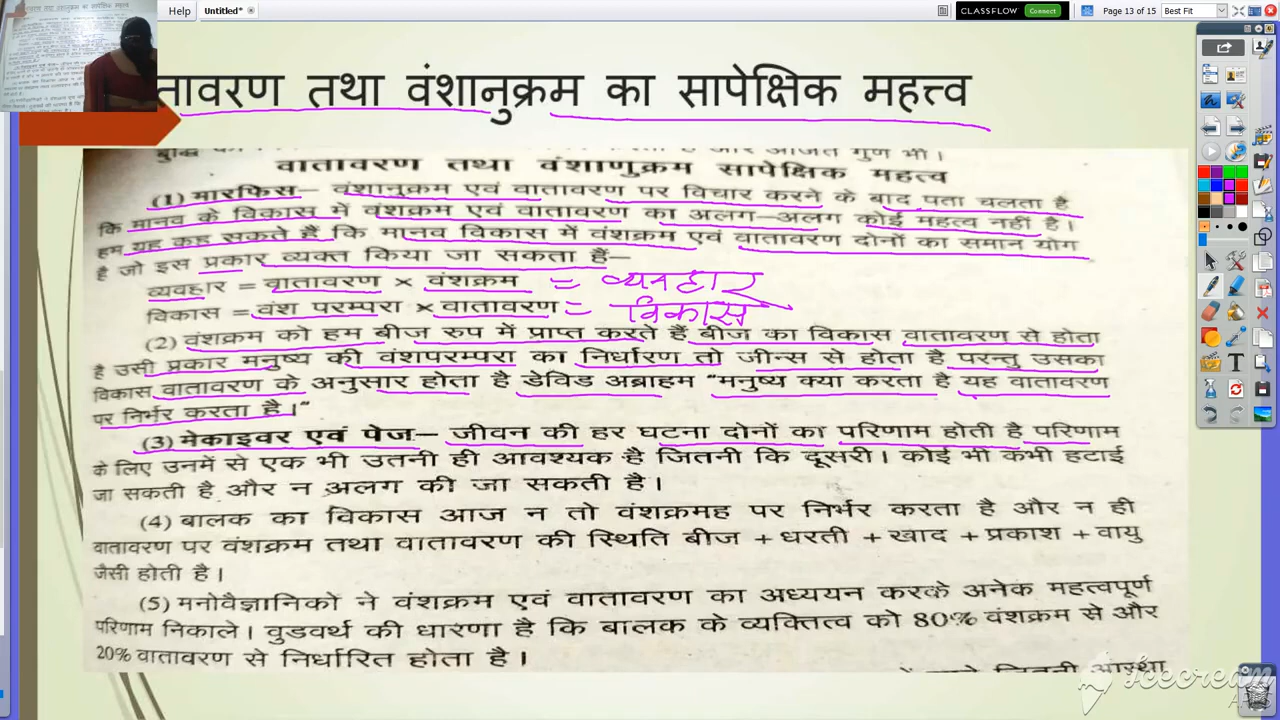 Help
Untitled*
CLASSFLOW
Connect
Page 13 of 15
Best Fit
तावरण तथा वंशानुक्रम का सापेक्षिक महत्त्व
वातावरण तथा वंशाणुक्रम सापेक्षिक महत्व
(1) मारफिस– वंशानुक्रम एवं वातावरण पर विचार करने के बाद पता चलता है
कि मानव के विकास में वंशक्रम एवं वातावरण का अलग–अलग कोई महत्व नहीं है।
हम यह कह सकते हैं कि मानव विकास में वंशक्रम एवं वातावरण दोनों का समान योग
है जो इस प्रकार व्यक्त किया जा सकता हैं–
व्यवहार = वातावरण × वंशक्रम = व्यवहार
विकास = वंश परम्परा × वातावरण = विकास
(2) वंशक्रम को हम बीज रुप में प्राप्त करते हैं बीज का विकास वातावरण से होता
है उसी प्रकार मनुष्य की वंशपरम्परा का निर्धारण तो जीन्स से होता है परन्तु उसका
विकास वातावरण के अनुसार होता है डेविड अब्राहम "मनुष्य क्या करता है यह वातावरण
पर निर्भर करता है।"
(3) मेकाइवर एवं पेज– जीवन की हर घटना दोनों का परिणाम होती है परिणाम
के लिए उनमें से एक भी उतनी ही आवश्यक है जितनी कि दूसरी। कोई भी कभी हटाई
जा सकती है और न अलग की जा सकती है।
(4) बालक का विकास आज न तो वंशक्रमह पर निर्भर करता है और न ही
वातावरण पर वंशक्रम तथा वातावरण की स्थिति बीज + धरती + खाद + प्रकाश + वायु
जैसी होती है।
(5) मनोवैज्ञानिको ने वंशक्रम एवं वातावरण का अध्ययन करके अनेक महत्वपूर्ण
परिणाम निकाले। वुडवर्थ की धारणा है कि बालक के व्यक्तित्व को 80% वंशक्रम से और
20% वातावरण से निर्धारित होता है।
Icecream
APPS